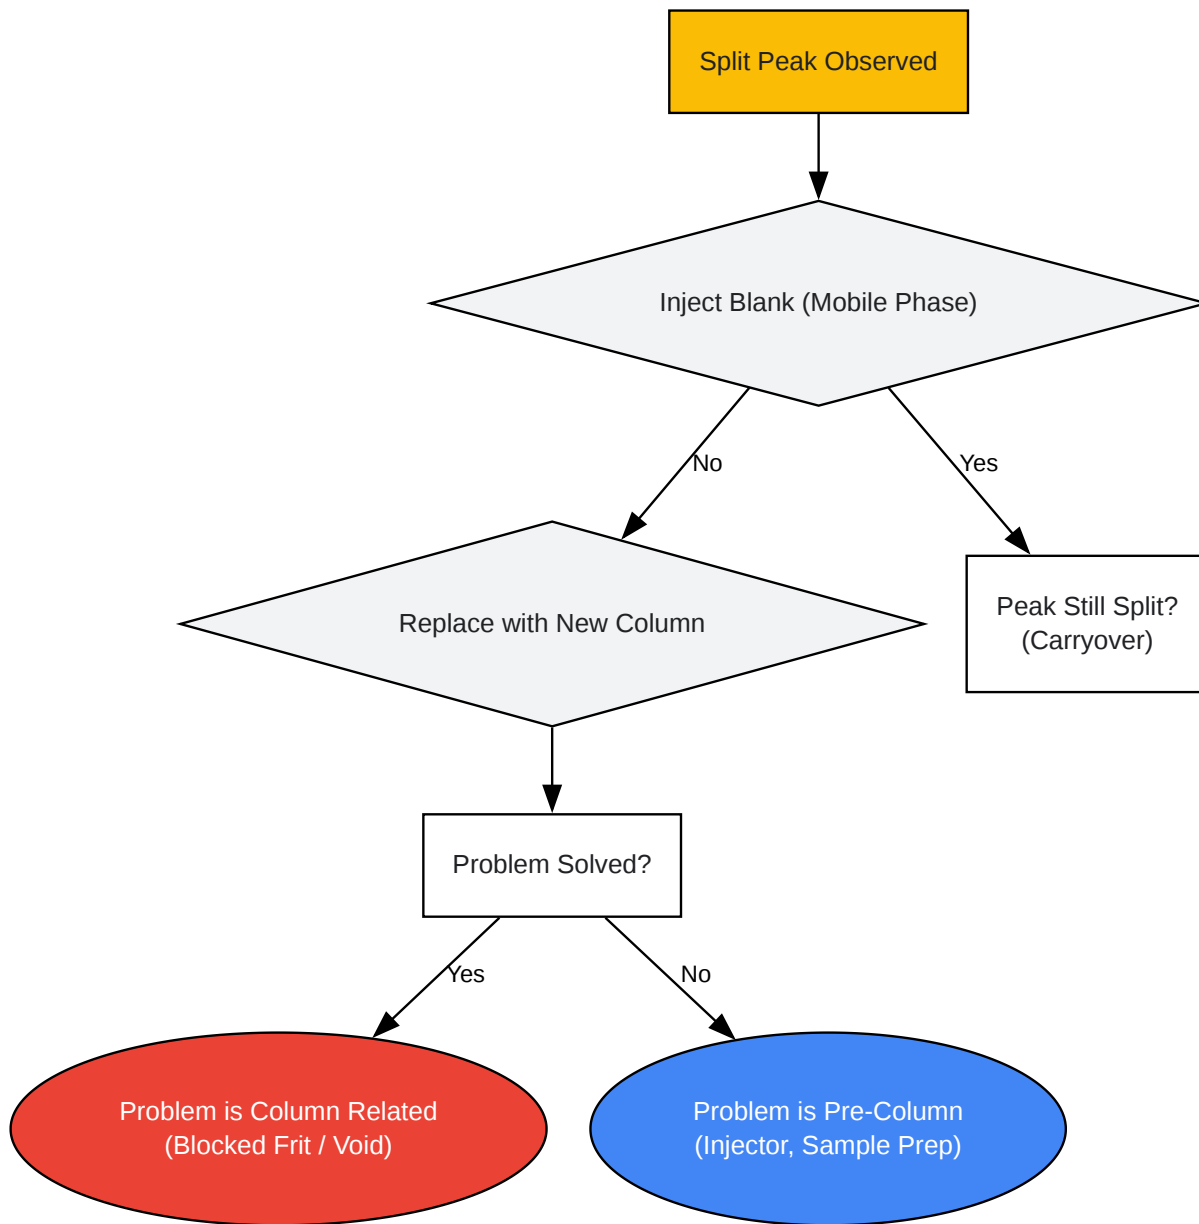 Split Peak Observed
Inject Blank (Mobile Phase)
No
Yes
Replace with New Column
Peak Still Split?
(Carryover)
Problem Solved?
Yes
No
Problem is Column Related
(Blocked Frit / Void)
Problem is Pre-Column
(Injector, Sample Prep)